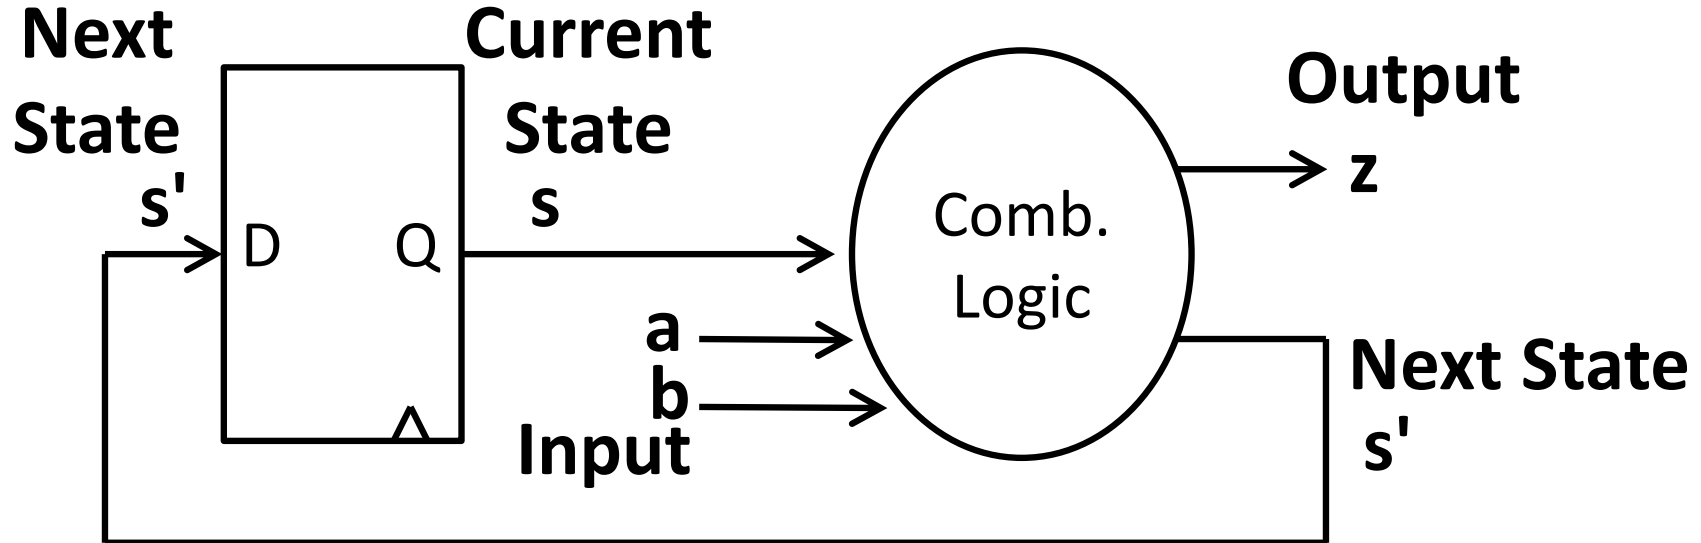 Next
State
s'
D
Q
Current
State
s
a
b
Input
Comb.
Logic
Output
z
Next State
s'